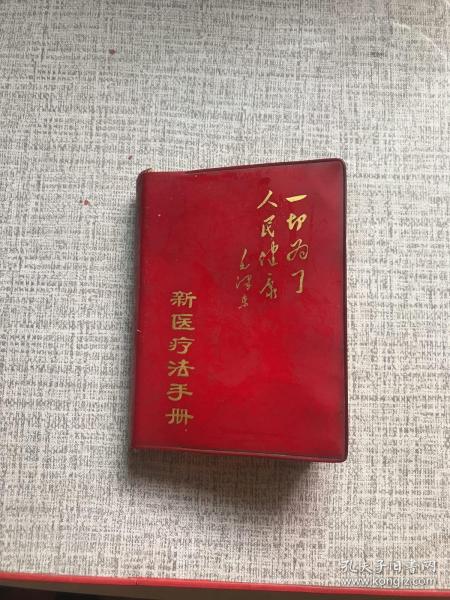 一切为了
人民健康
毛泽东
新医疗法手册
孔夫子旧书网
www.kongfz.com